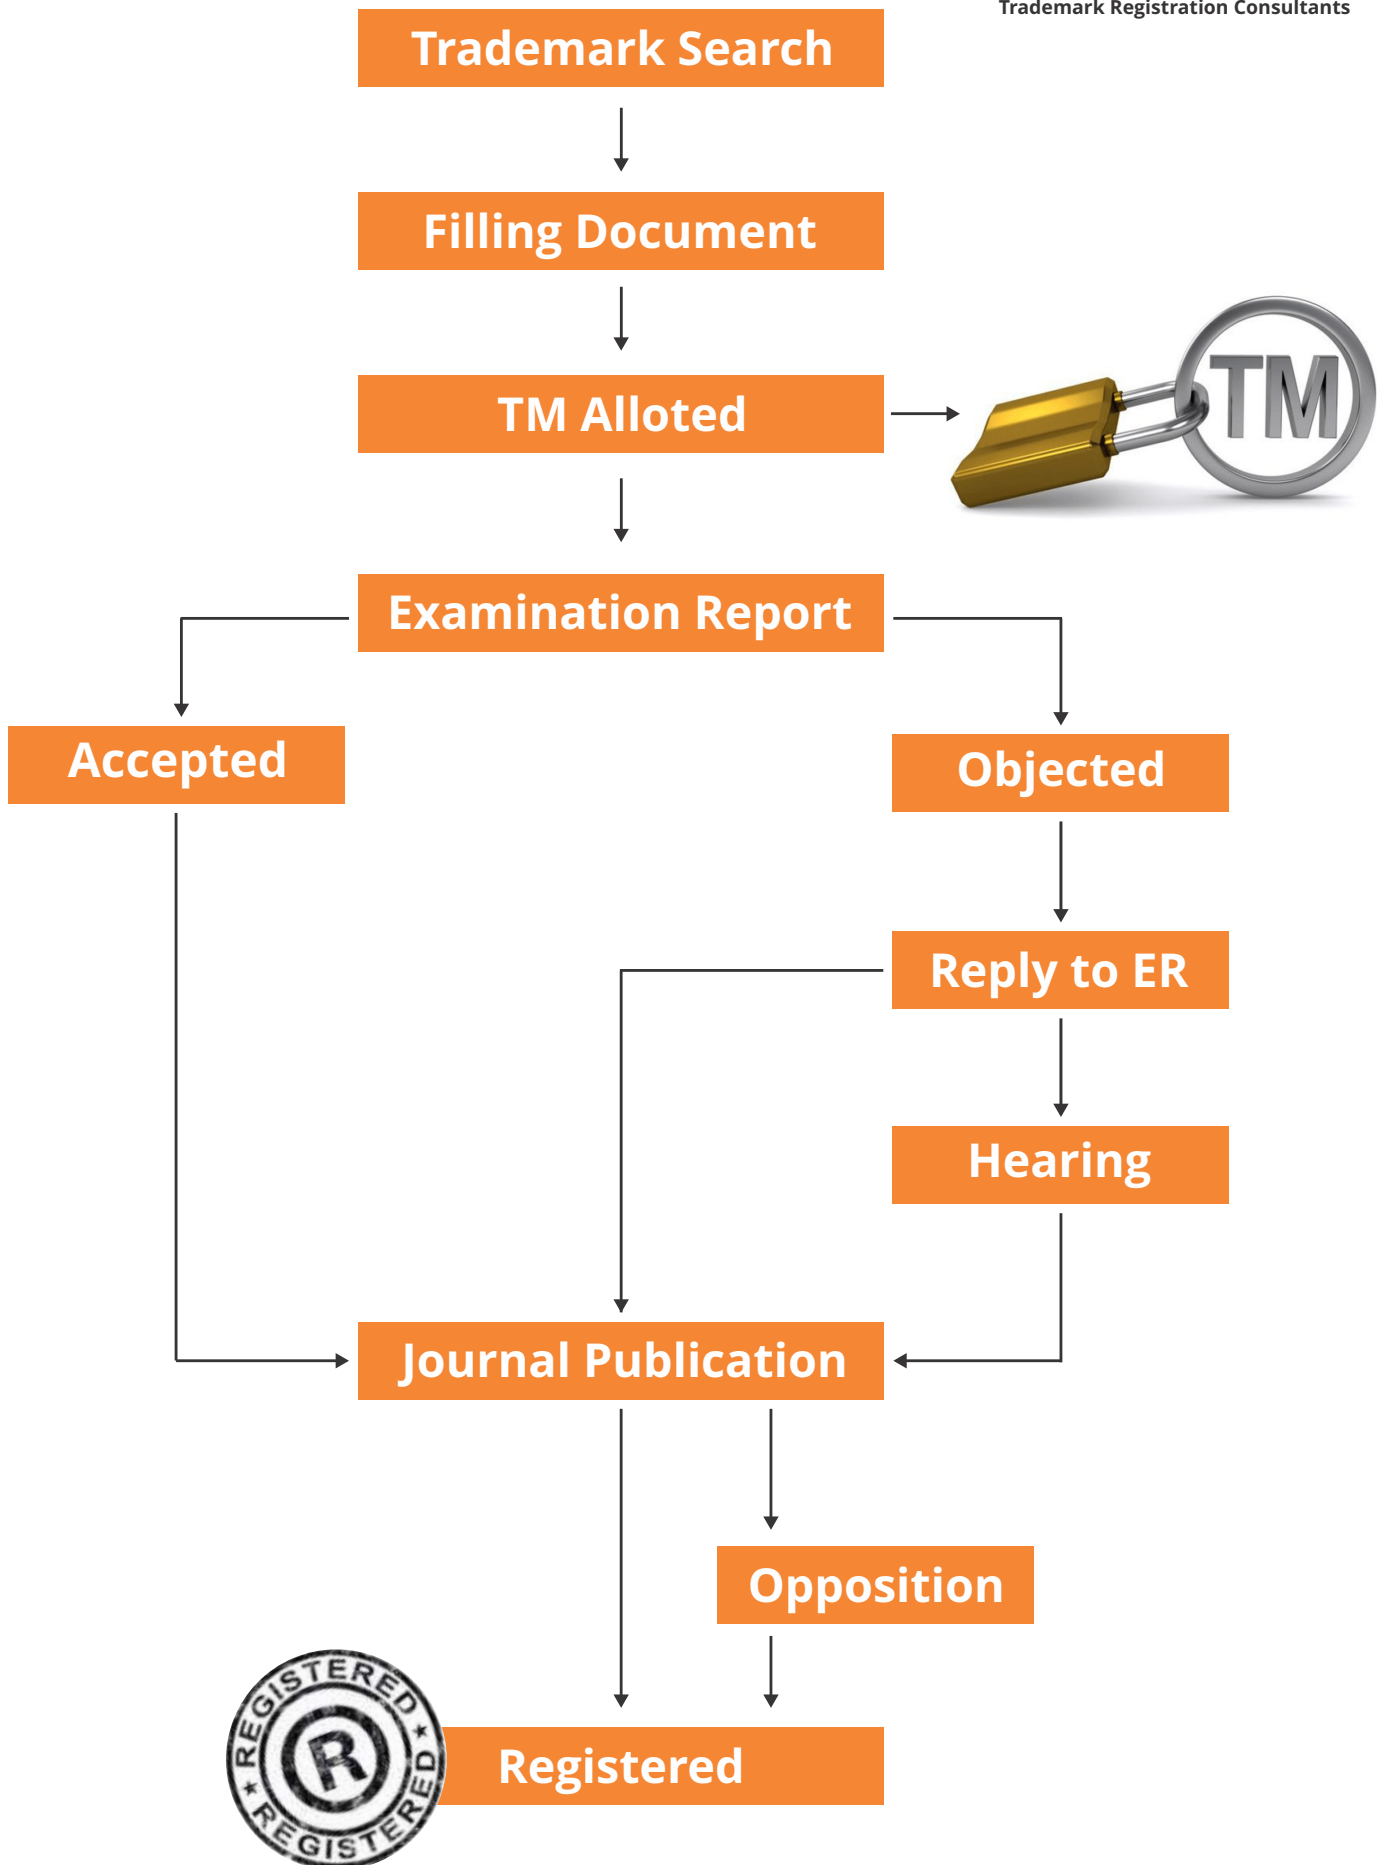 Trademark Registration Consultants
Trademark Search
Filling Document
TM Alloted
TM
Examination Report
Accepted
Objected
Reply to ER
Hearing
Journal Publication
Opposition
REGISTERED
R
REGISTERED
Registered